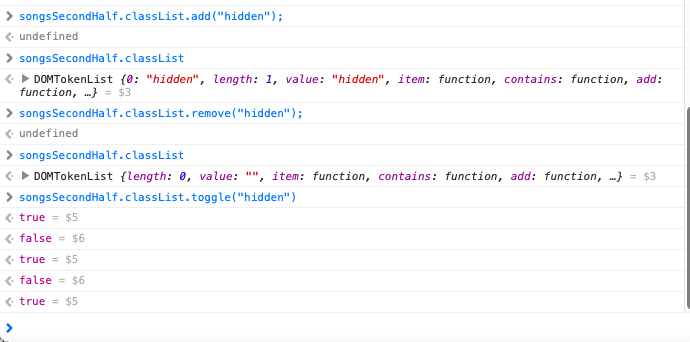 songsSecondHalf.classList.add("hidden");
undefined
songsSecondHalf.classList
DOMTokenList {0: "hidden", length: 1, value: "hidden", item: function, contains: function, add:
function, …} = $3
songsSecondHalf.classList.remove("hidden");
undefined
songsSecondHalf.classList
DOMTokenList {length: 0, value: "", item: function, contains: function, add: function, …} = $3
songsSecondHalf.classList.toggle("hidden")
true = $5
false = $6
true = $5
false = $6
true = $5